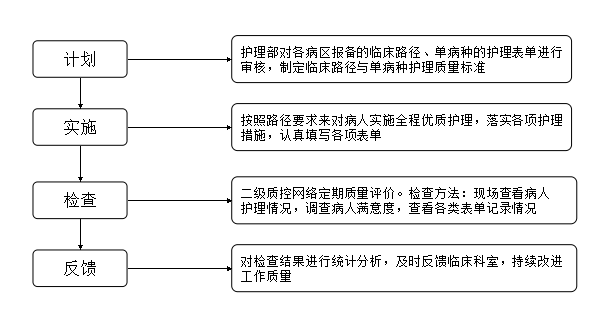 计划
护理部对各病区报备的临床路径、单病种的护理表单进行
审核，制定临床路径与单病种护理质量标准
实施
按照路径要求来对病人实施全程优质护理，落实各项护理
措施，认真填写各项表单
检查
二级质控网络定期质量评价。检查方法：现场查看病人
护理情况，调查病人满意度，查看各类表单记录情况
反馈
对检查结果进行统计分析，及时反馈临床科室，持续改进
工作质量